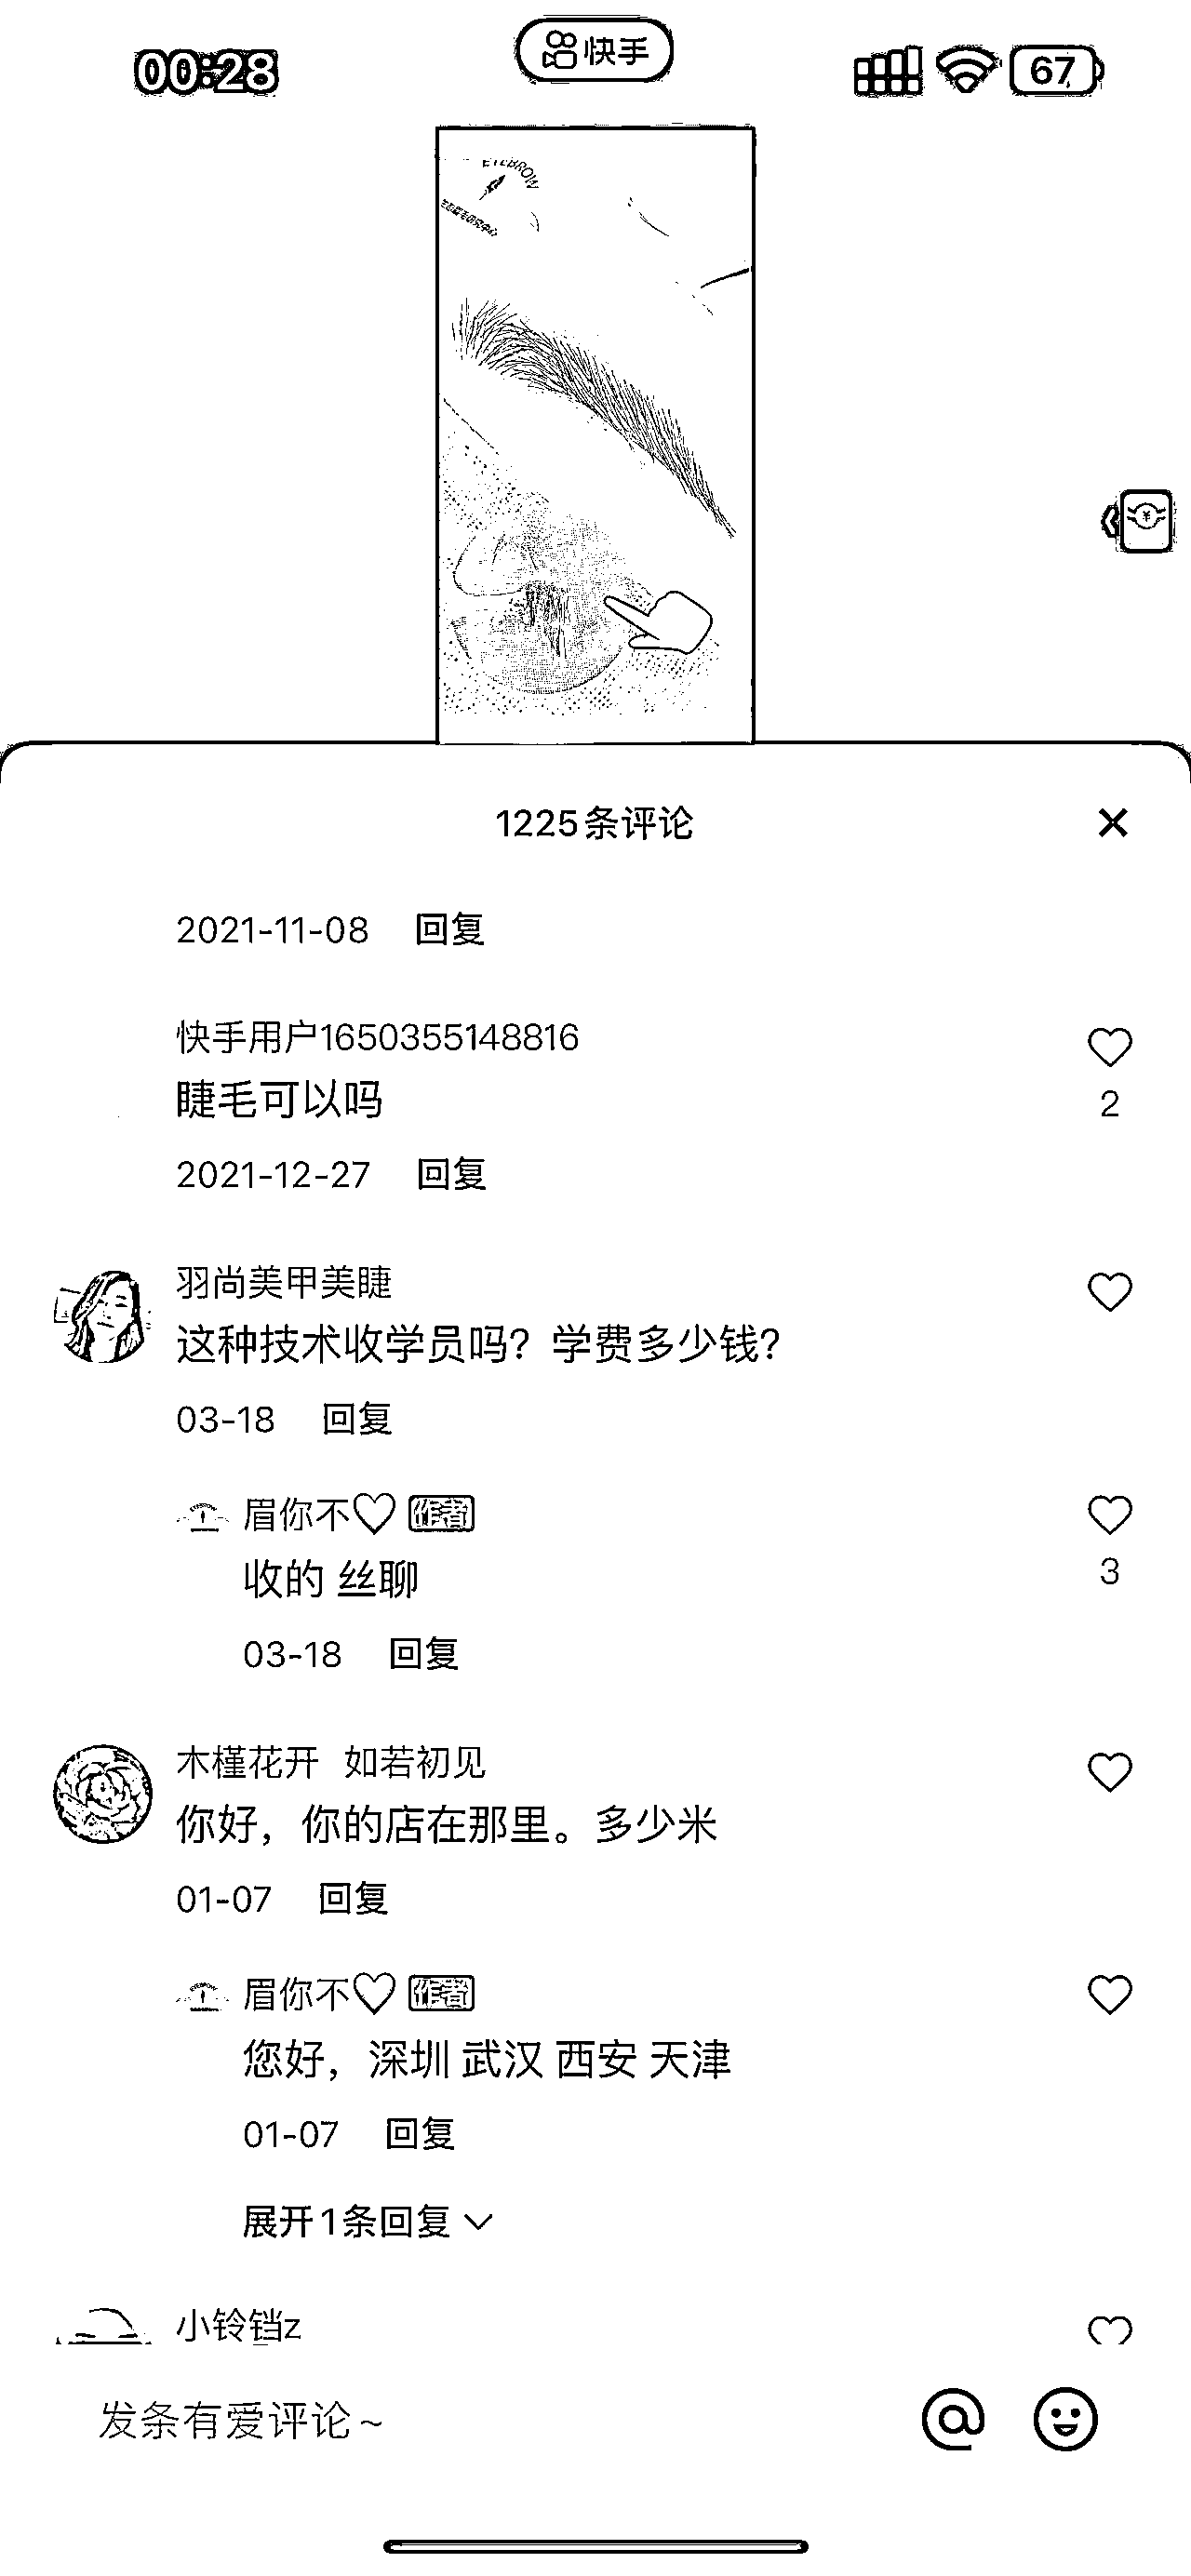 00:28
快手
67
EYEBROW
1225条评论
2021-11-08 回复
快手用户1650355148816
睫毛可以吗
2
2021-12-27 回复
羽尚美甲美睫
这种技术收学员吗？学费多少钱？
03-18 回复
眉你不♡ 作者
收的 丝聊
3
03-18 回复
木槿花开 如若初见
你好，你的店在那里。多少米
01-07 回复
眉你不♡ 作者
您好，深圳 武汉 西安 天津
01-07 回复
展开1条回复
小铃铛z
发条有爱评论~